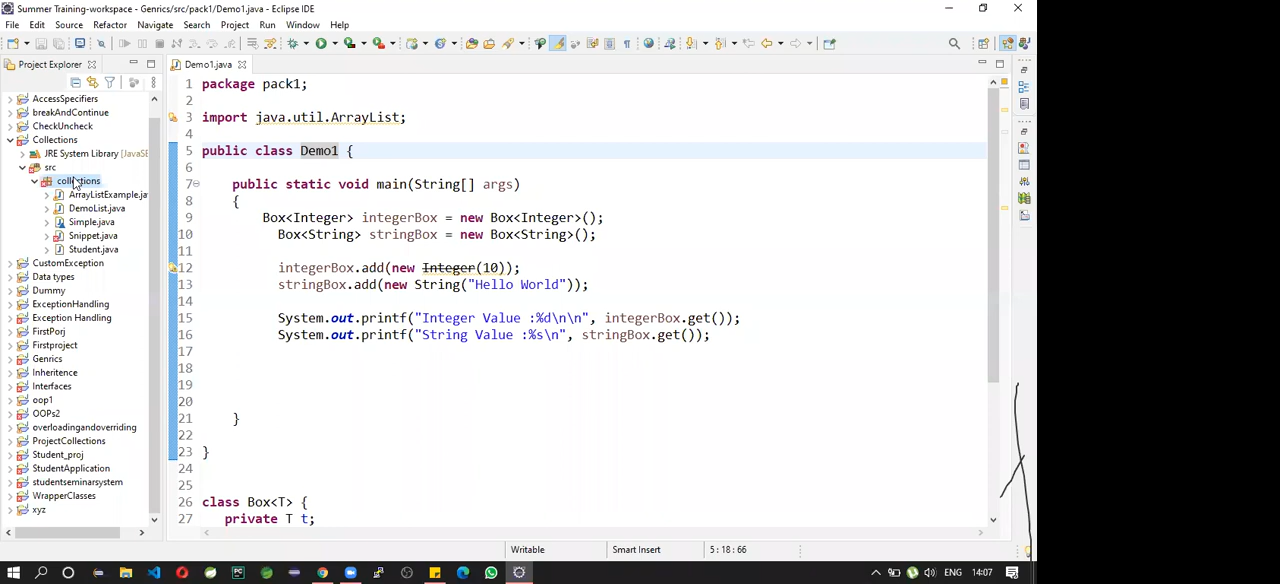 Summer Training-workspace - Genrics/src/pack1/Demo1.java - Eclipse IDE
File Edit Source Refactor Navigate Search Project Run Window Help
Project Explorer
Demo1.java
AccessSpecifiers
breakAndContinue
CheckUncheck
Collections
JRE System Library [JavaSE
src
collections
ArrayListExample.jav
DemoList.java
Simple.java
Snippet.java
Student.java
CustomException
Data types
Dummy
ExceptionHandling
Exception Handling
FirstPorj
Firstproject
Genrics
Inheritence
Interfaces
oop1
OOPs2
overloadingandoverriding
ProjectCollections
Student_proj
StudentApplication
studentseminarsystem
WrapperClasses
xyz
1 package pack1;
2
3 import java.util.ArrayList;
4
5 public class Demo1 {
6
7 public static void main(String[] args)
8 {
9 Box<Integer> integerBox = new Box<Integer>();
10 Box<String> stringBox = new Box<String>();
11
12 integerBox.add(new Integer(10));
13 stringBox.add(new String("Hello World"));
14
15 System.out.printf("Integer Value :%d\n\n", integerBox.get());
16 System.out.printf("String Value :%s\n", stringBox.get());
17
18
19
20
21 }
22
23 }
24
25
26 class Box<T> {
27 private T t;
Writable Smart Insert 5 : 18 : 66
ENG 14:07